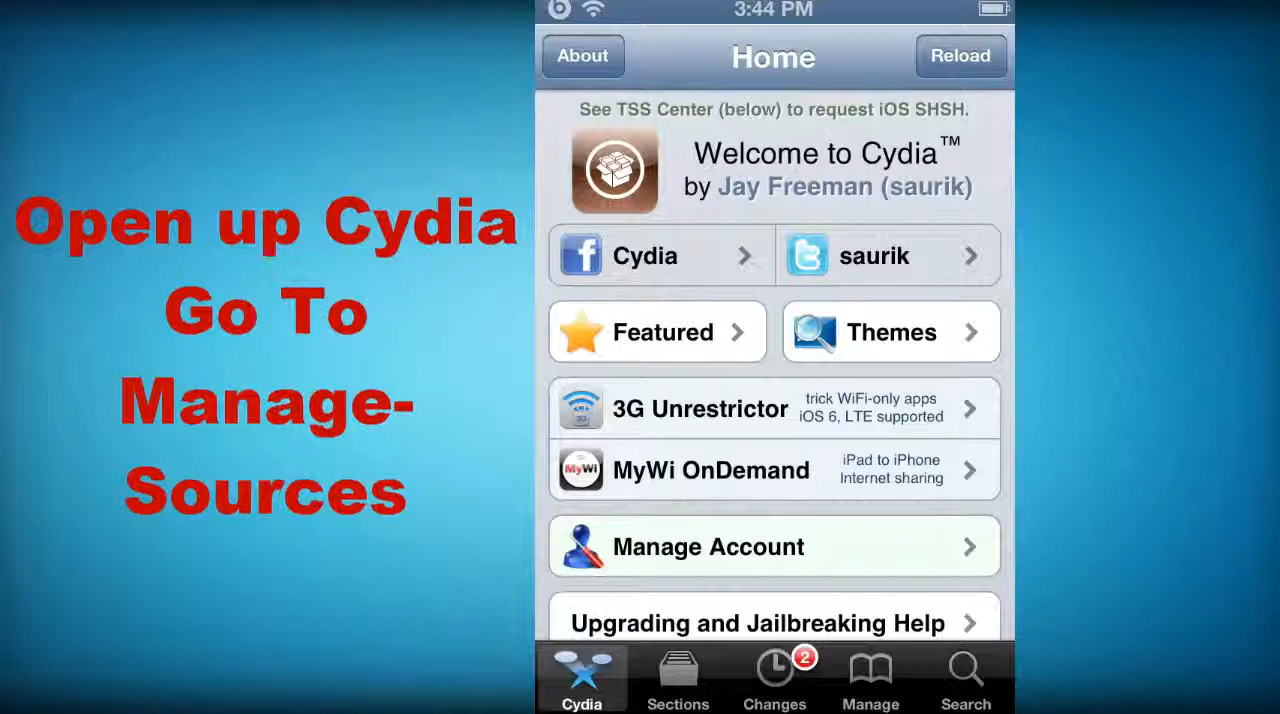 Open up Cydia
Go To
Manage-
Sources
3:44 PM
About
Home
Reload
See TSS Center (below) to request iOS SHSH.
Welcome to Cydia™
by Jay Freeman (saurik)
Cydia
saurik
Featured
Themes
3G
3G Unrestrictor
trick WiFi-only apps
iOS 6, LTE supported
MyWi
MyWi OnDemand
iPad to iPhone
Internet sharing
Manage Account
Upgrading and Jailbreaking Help
2
Cydia
Sections
Changes
Manage
Search